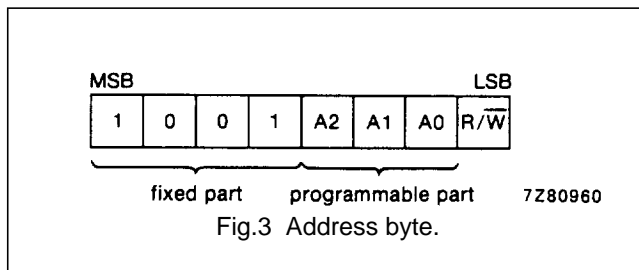 MSB LSB
1 0 0 1 A2 A1 A0 R/W̅
fixed part programmable part 7Z80960
Fig.3 Address byte.